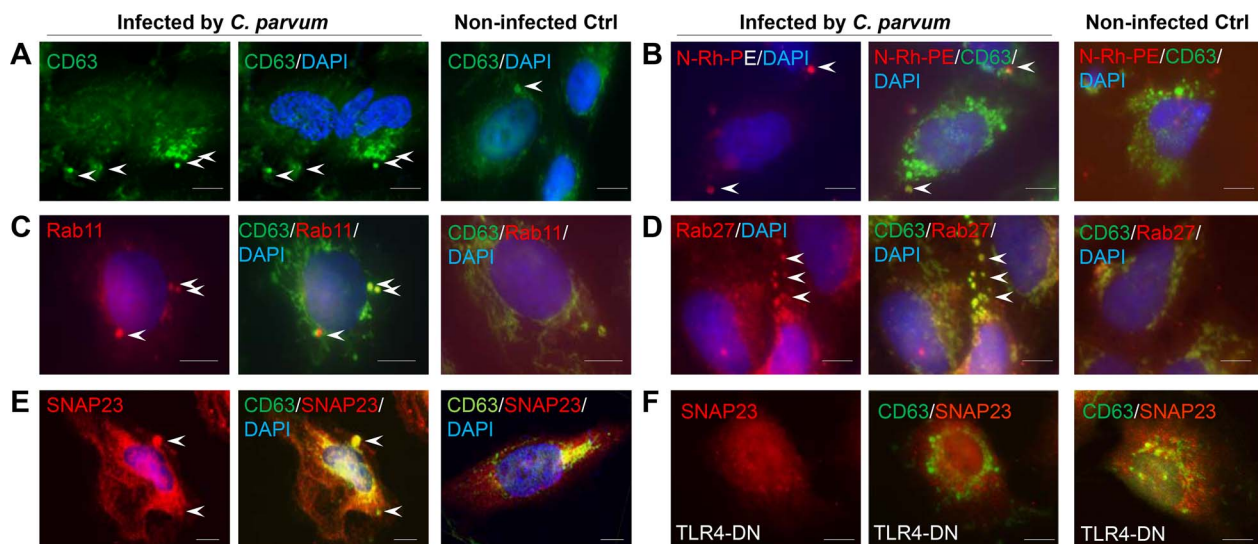 Infected by C. parvum
Non-infected Ctrl
Infected by C. parvum
Non-infected Ctrl
A
CD63
CD63/DAPI
CD63/DAPI
B
N-Rh-PE/DAPI
N-Rh-PE/CD63/
DAPI
N-Rh-PE/CD63/
DAPI
C
Rab11
CD63/Rab11/
DAPI
CD63/Rab11/
DAPI
D
Rab27/DAPI
CD63/Rab27/
DAPI
CD63/Rab27/
DAPI
E
SNAP23
CD63/SNAP23/
DAPI
CD63/SNAP23/
DAPI
F
SNAP23
TLR4-DN
CD63/SNAP23
TLR4-DN
CD63/SNAP23
TLR4-DN